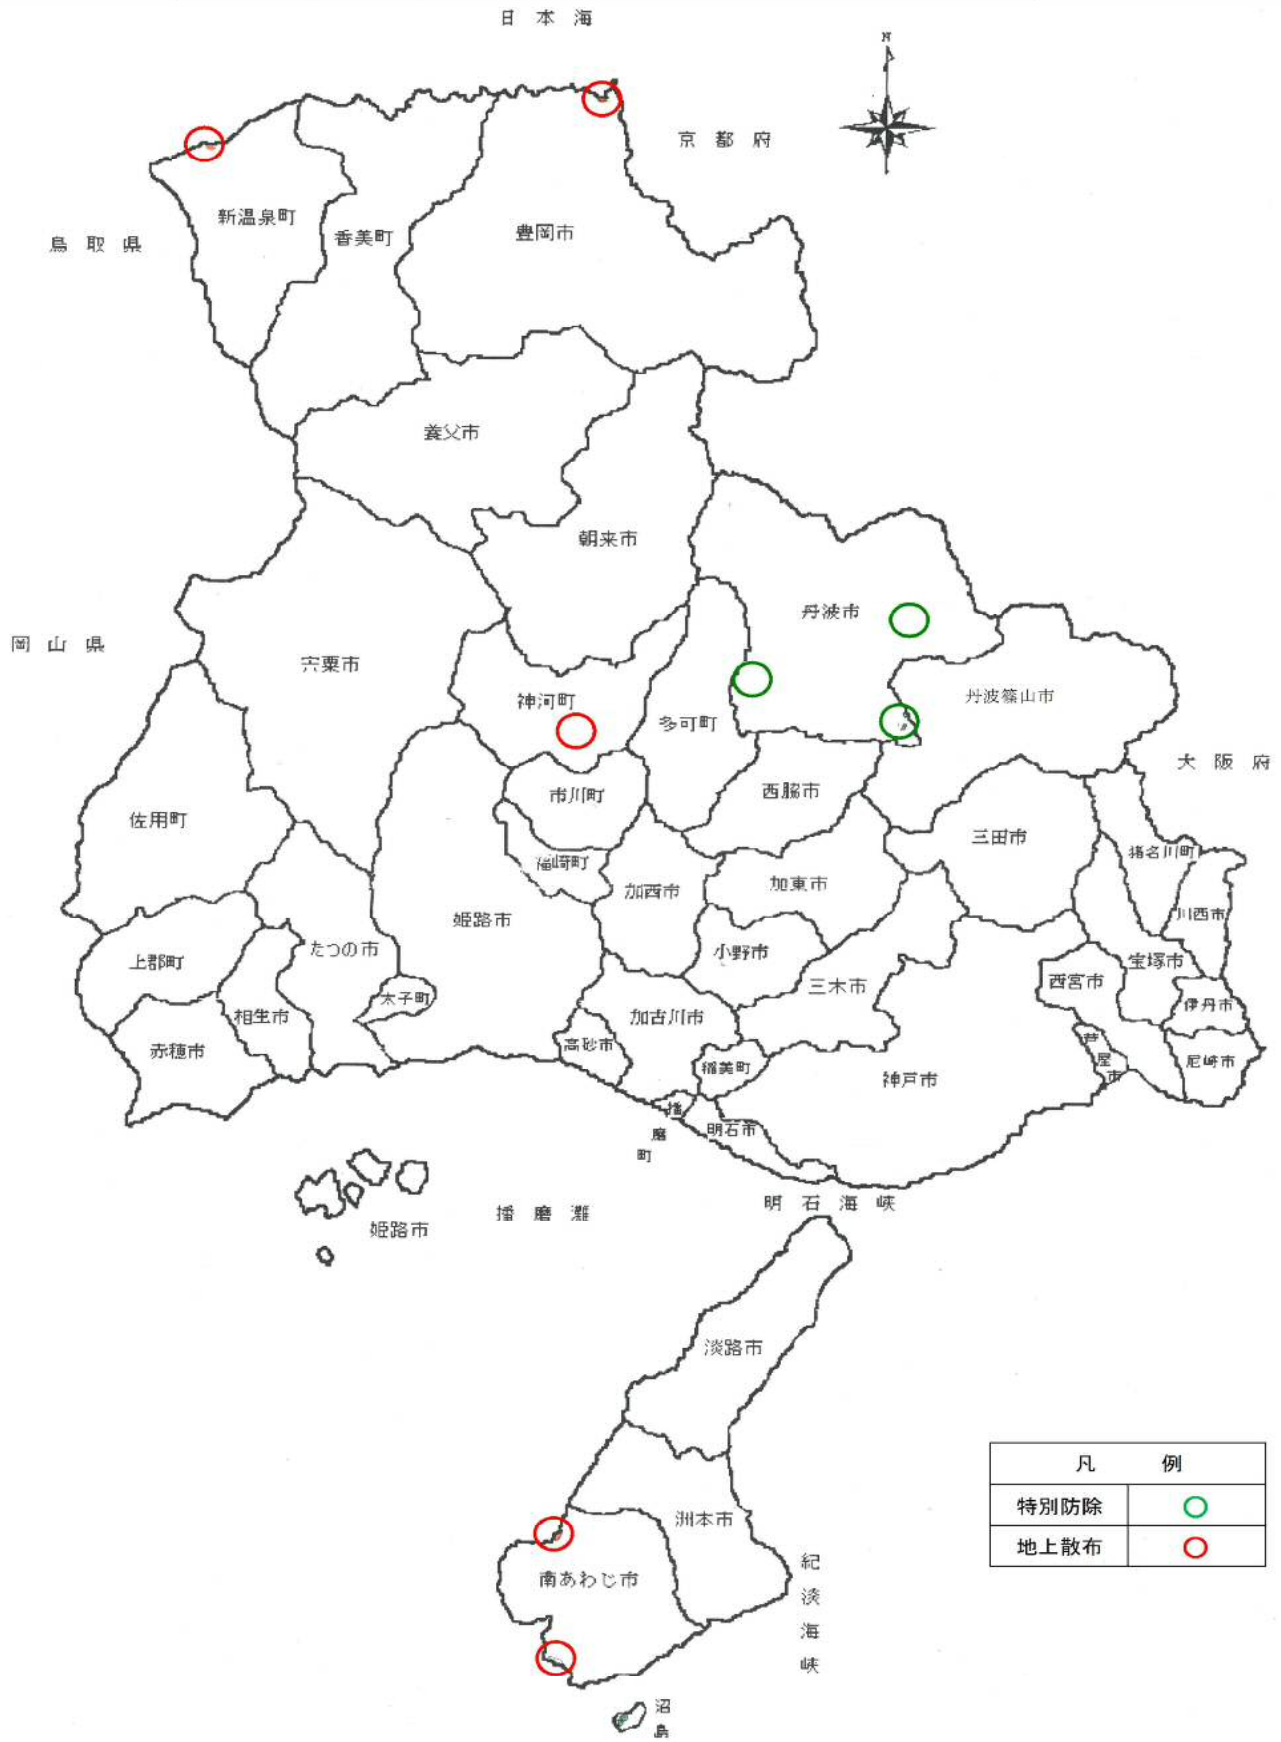 日本海
N
京都府
鳥取県
新温泉町
香美町
豊岡市
養父市
朝来市
岡山県
宍粟市
丹波市
神河町
多可町
丹波篠山市
大阪府
市川町
西脇市
佐用町
三田市
猪名川町
福崎町
加西市
加東市
川西市
姫路市
たつの市
小野市
上郡町
宝塚市
西宮市
太子町
三木市
伊丹市
相生市
加古川市
高砂市
赤穂市
稲美町
神戸市
芦屋市
尼崎市
播磨町
明石市
明石海峡
播磨灘
姫路市
淡路市
洲本市
南あわじ市
紀淡海峡
沼島
凡例
特別防除
地上散布